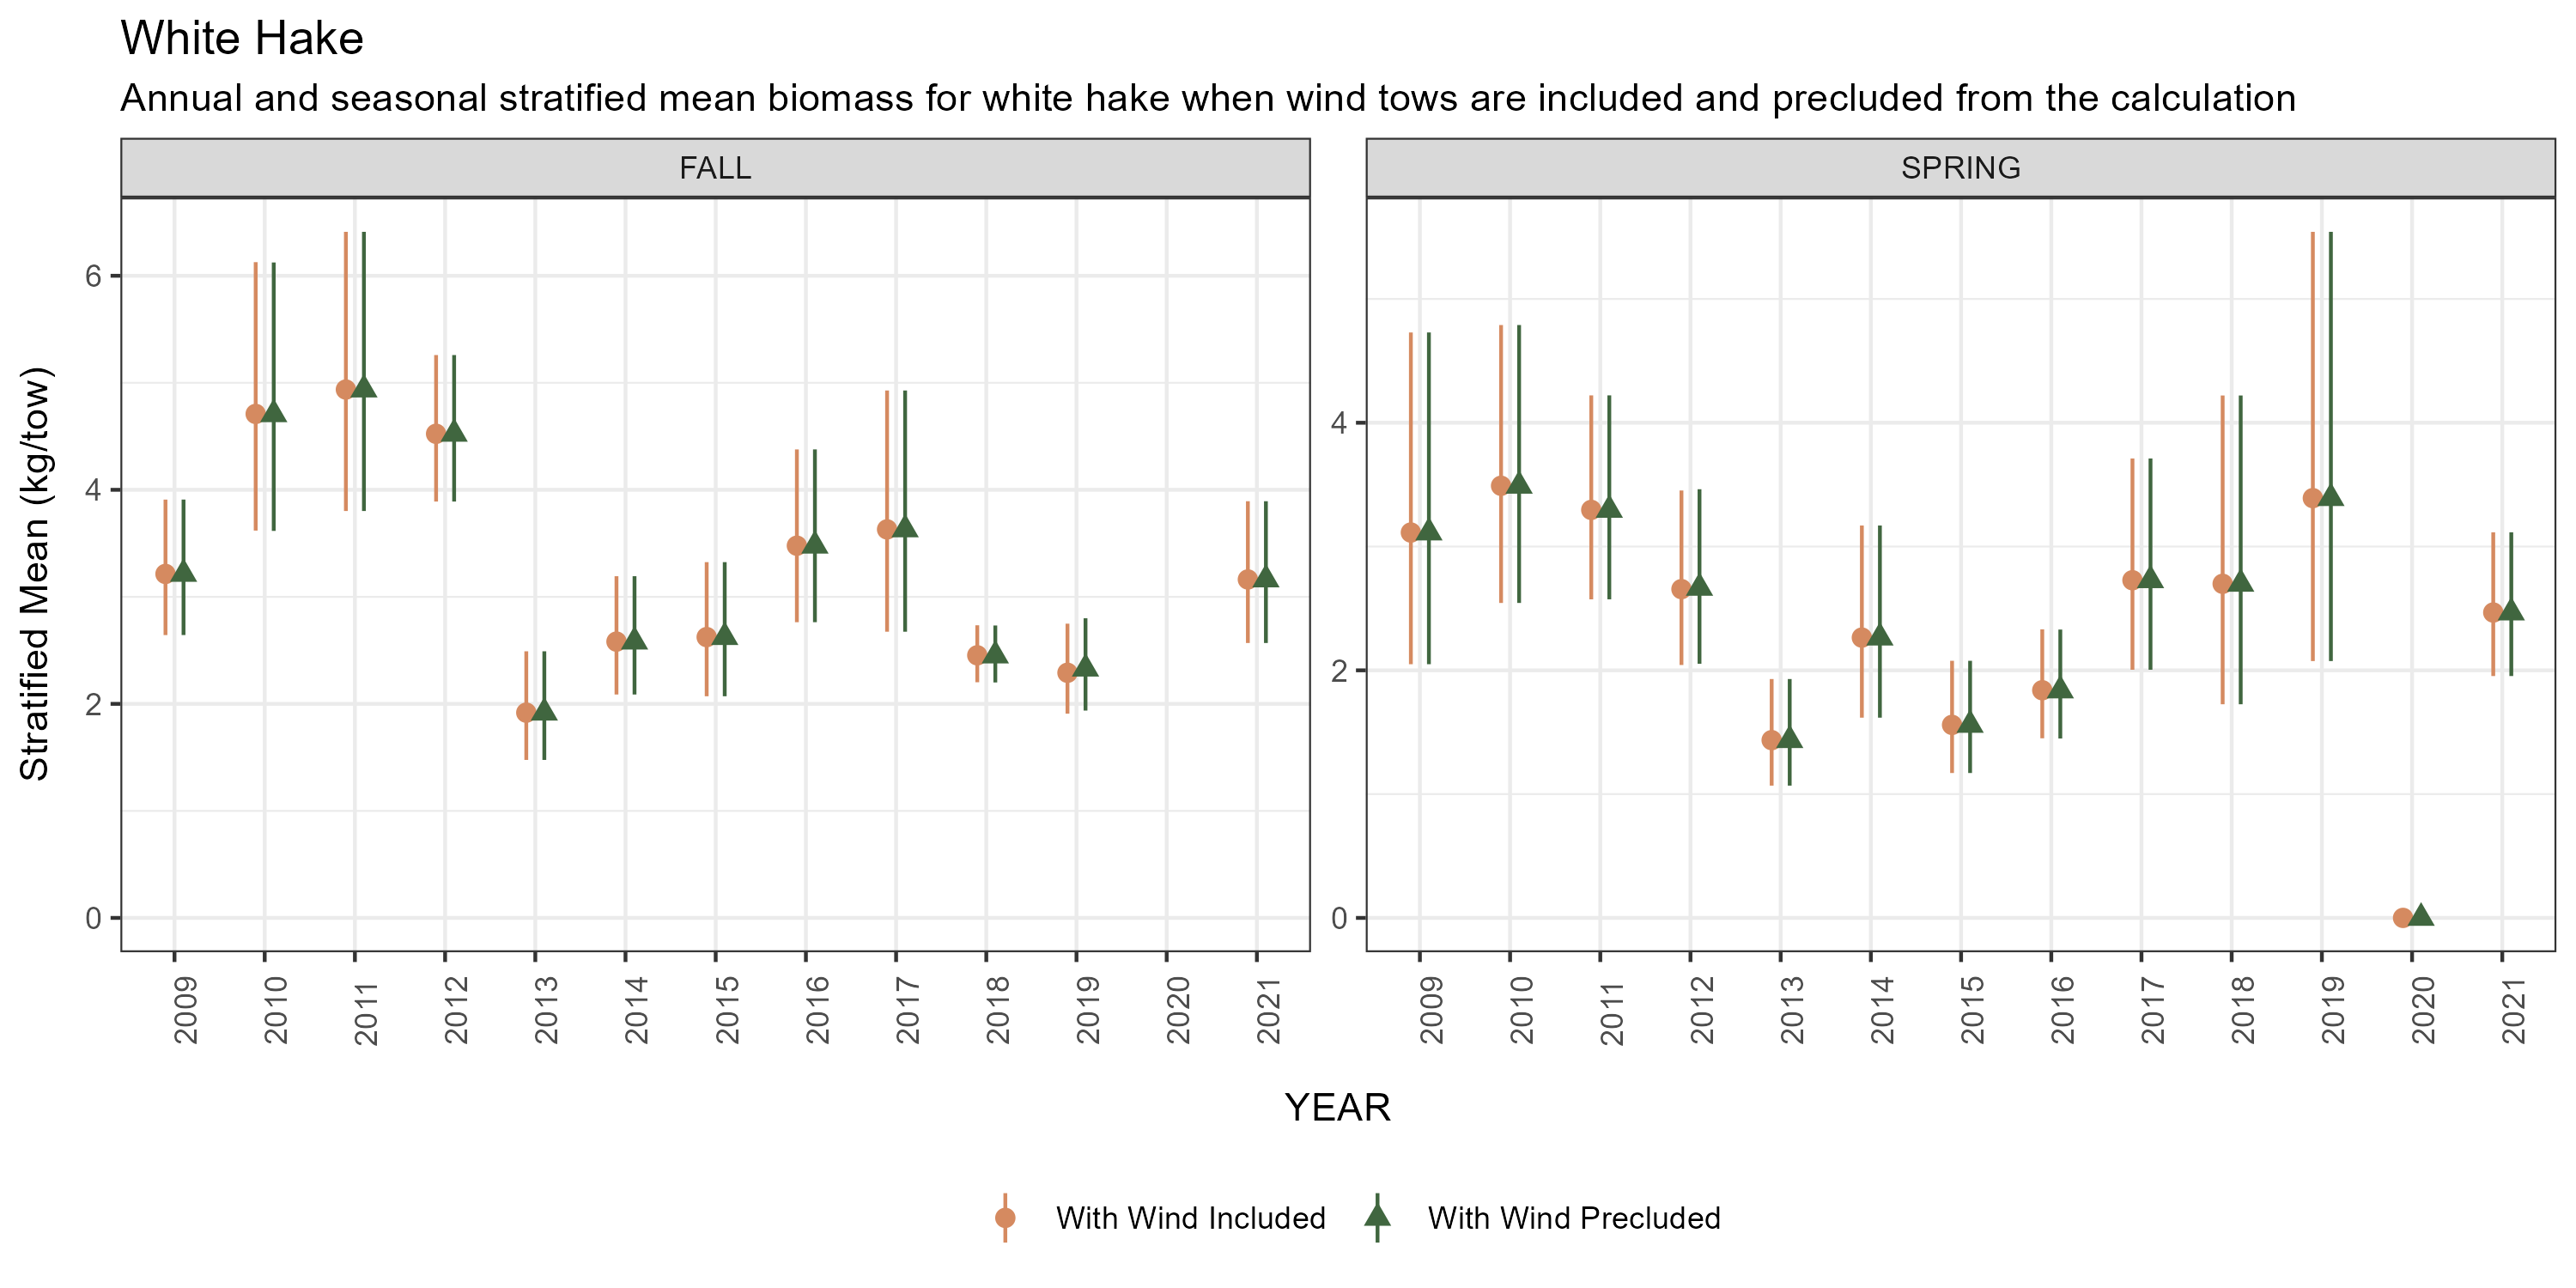 White Hake
Annual and seasonal stratified mean biomass for white hake when wind tows are included and precluded from the calculation
FALL
SPRING
Stratified Mean (kg/tow)
6
4
2
0
4
2
0
2009 2010 2011 2012 2013 2014 2015 2016 2017 2018 2019 2020 2021
2009 2010 2011 2012 2013 2014 2015 2016 2017 2018 2019 2020 2021
YEAR
With Wind Included
With Wind Precluded